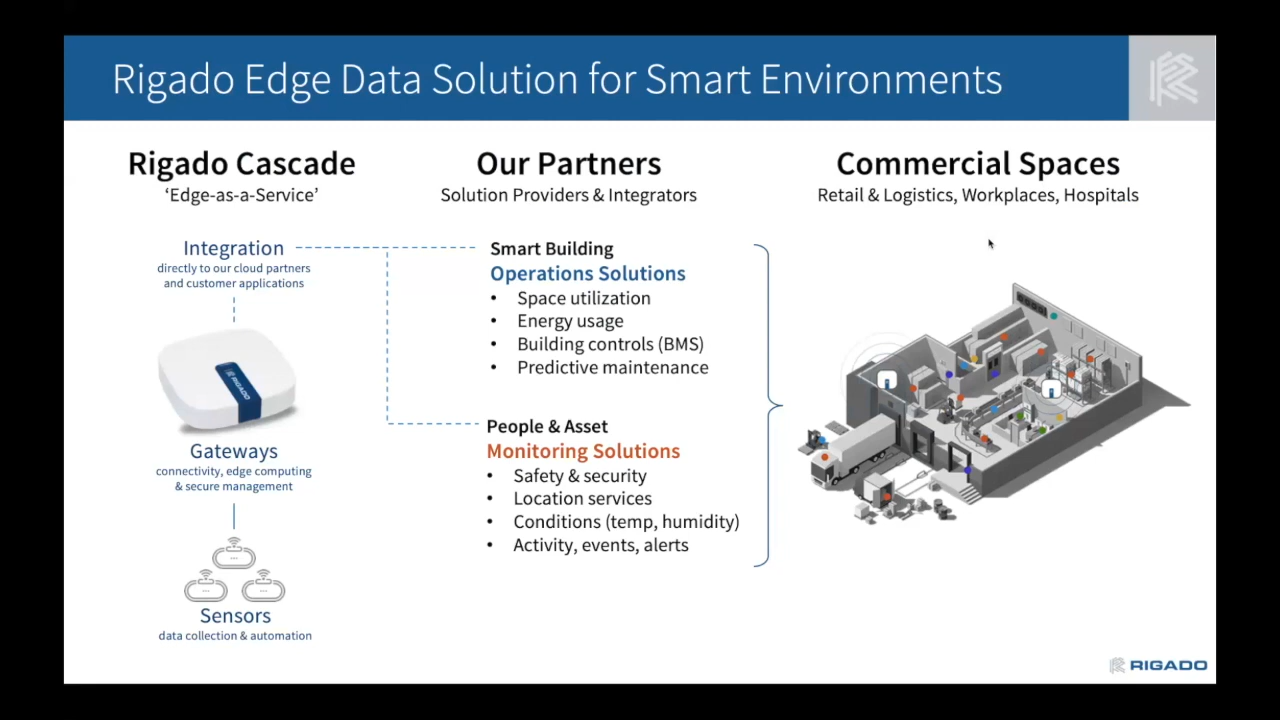 Rigado Edge Data Solution for Smart Environments
Rigado Cascade
‘Edge-as-a-Service’
Integration
directly to our cloud partners
and customer applications
RIGADO
Gateways
connectivity, edge computing
& secure management
Sensors
data collection & automation
Our Partners
Solution Providers & Integrators
Smart Building
Operations Solutions
• Space utilization
• Energy usage
• Building controls (BMS)
• Predictive maintenance
People & Asset
Monitoring Solutions
• Safety & security
• Location services
• Conditions (temp, humidity)
• Activity, events, alerts
Commercial Spaces
Retail & Logistics, Workplaces, Hospitals
RIGADO